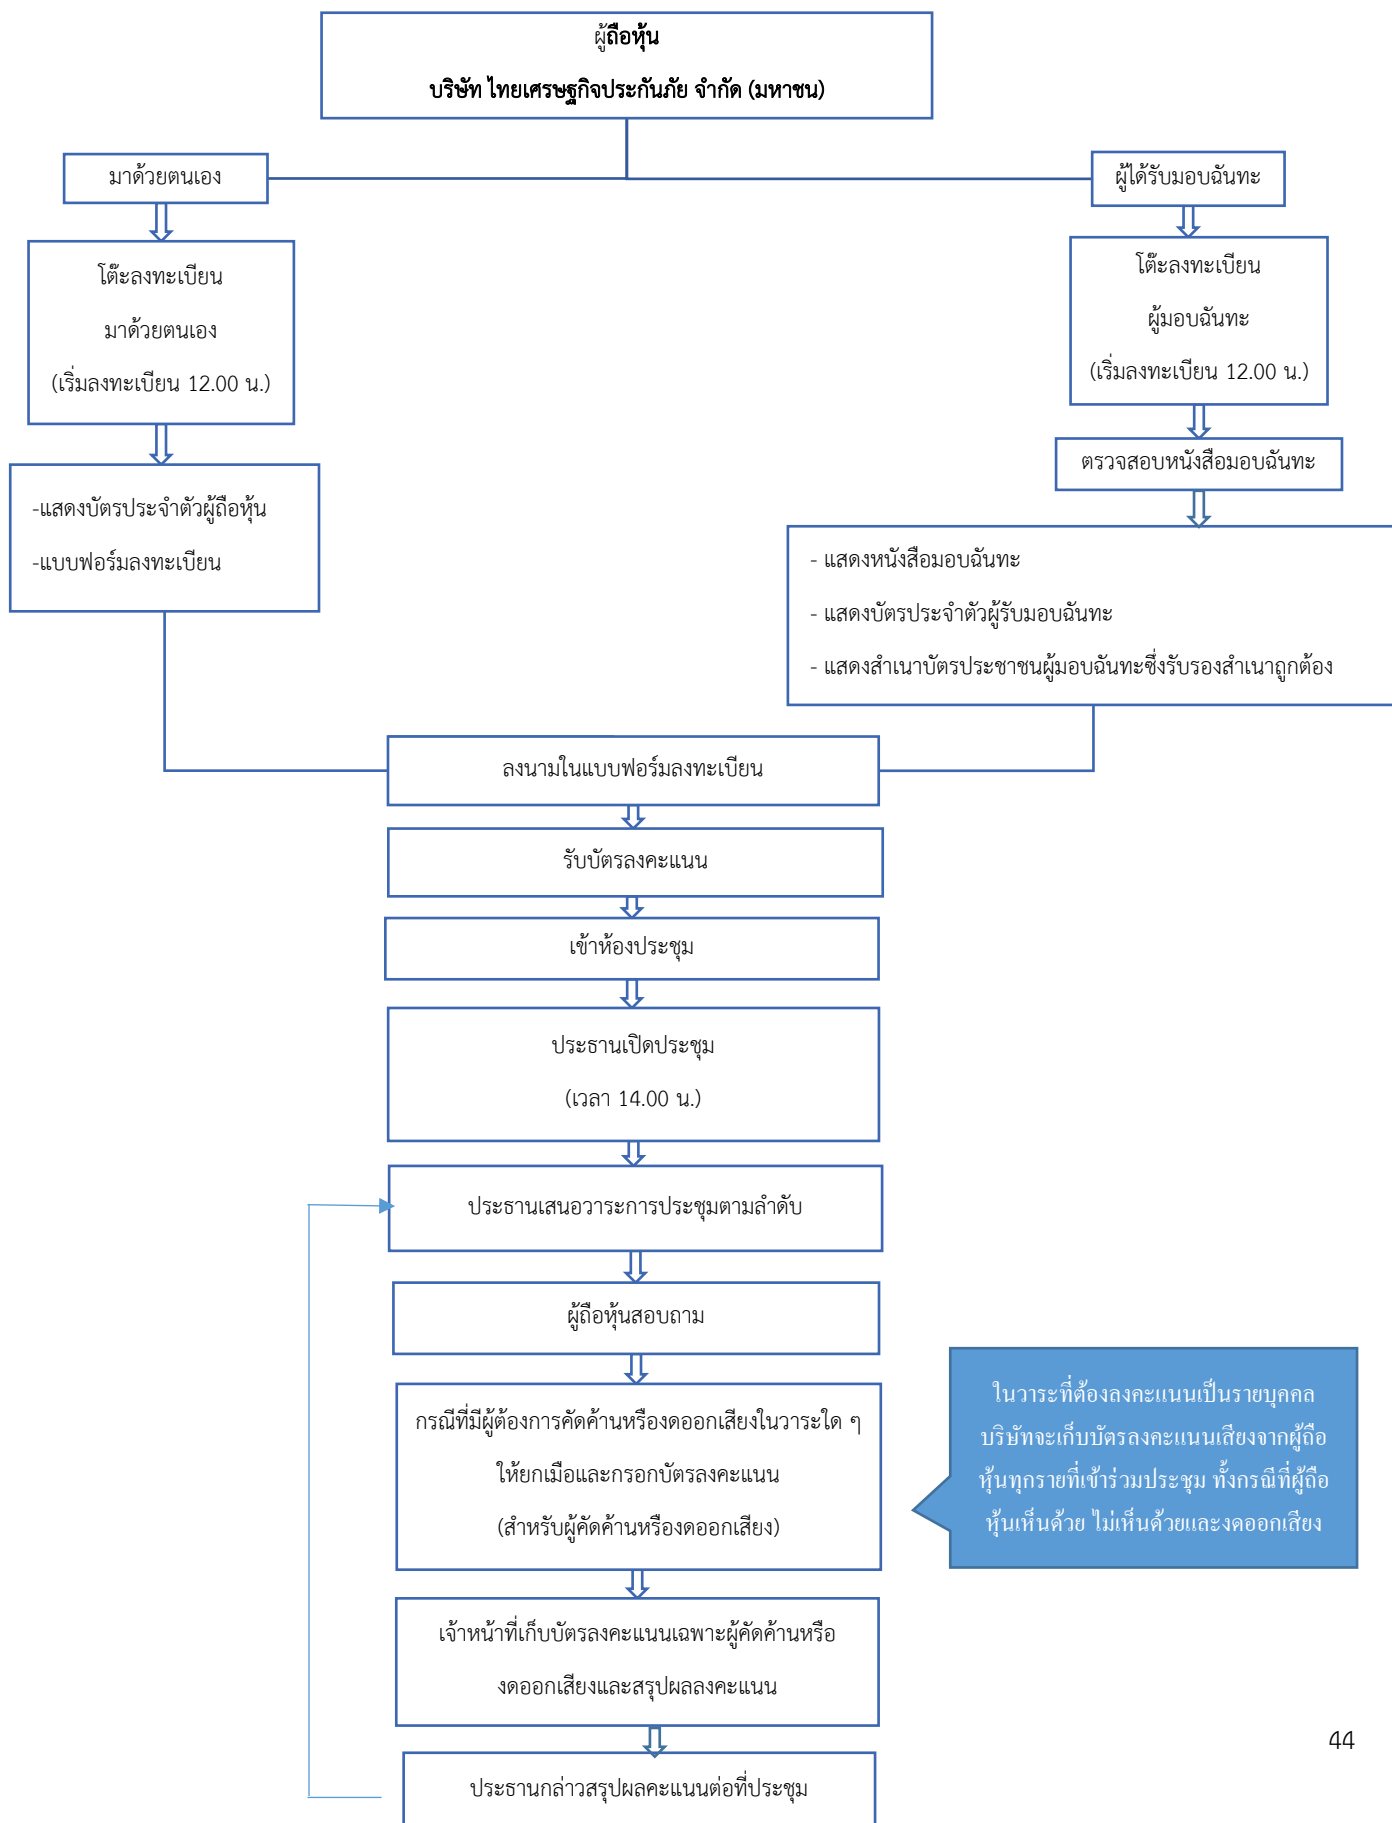 ผู้ถือหุ้น
บริษัท ไทยเศรษฐกิจประกันภัย จำกัด (มหาชน)
มาด้วยตนเอง
ผู้ได้รับมอบฉันทะ
โต๊ะลงทะเบียน
มาด้วยตนเอง
(เริ่มลงทะเบียน 12.00 น.)
โต๊ะลงทะเบียน
ผู้มอบฉันทะ
(เริ่มลงทะเบียน 12.00 น.)
ตรวจสอบหนังสือมอบฉันทะ
-แสดงบัตรประจำตัวผู้ถือหุ้น
-แบบฟอร์มลงทะเบียน
- แสดงหนังสือมอบฉันทะ
- แสดงบัตรประจำตัวผู้รับมอบฉันทะ
- แสดงสำเนาบัตรประชาชนผู้มอบฉันทะซึ่งรับรองสำเนาถูกต้อง
ลงนามในแบบฟอร์มลงทะเบียน
รับบัตรลงคะแนน
เข้าห้องประชุม
ประธานเปิดประชุม
(เวลา 14.00 น.)
ประธานเสนอวาระการประชุมตามลำดับ
ผู้ถือหุ้นสอบถาม
กรณีที่มีผู้ต้องการคัดค้านหรืองดออกเสียงในวาระใด ๆ
ให้ยกมือและกรอกบัตรลงคะแนน
(สำหรับผู้คัดค้านหรืองดออกเสียง)
ในวาระที่ต้องลงคะแนนเป็นรายบุคคล
บริษัทจะเก็บบัตรลงคะแนนเสียงจากผู้ถือ
หุ้นทุกรายที่เข้าร่วมประชุม ทั้งกรณีที่ผู้ถือ
หุ้นเห็นด้วย ไม่เห็นด้วยและงดออกเสียง
เจ้าหน้าที่เก็บบัตรลงคะแนนเฉพาะผู้คัดค้านหรือ
งดออกเสียงและสรุปผลลงคะแนน
ประธานกล่าวสรุปผลคะแนนต่อที่ประชุม
44